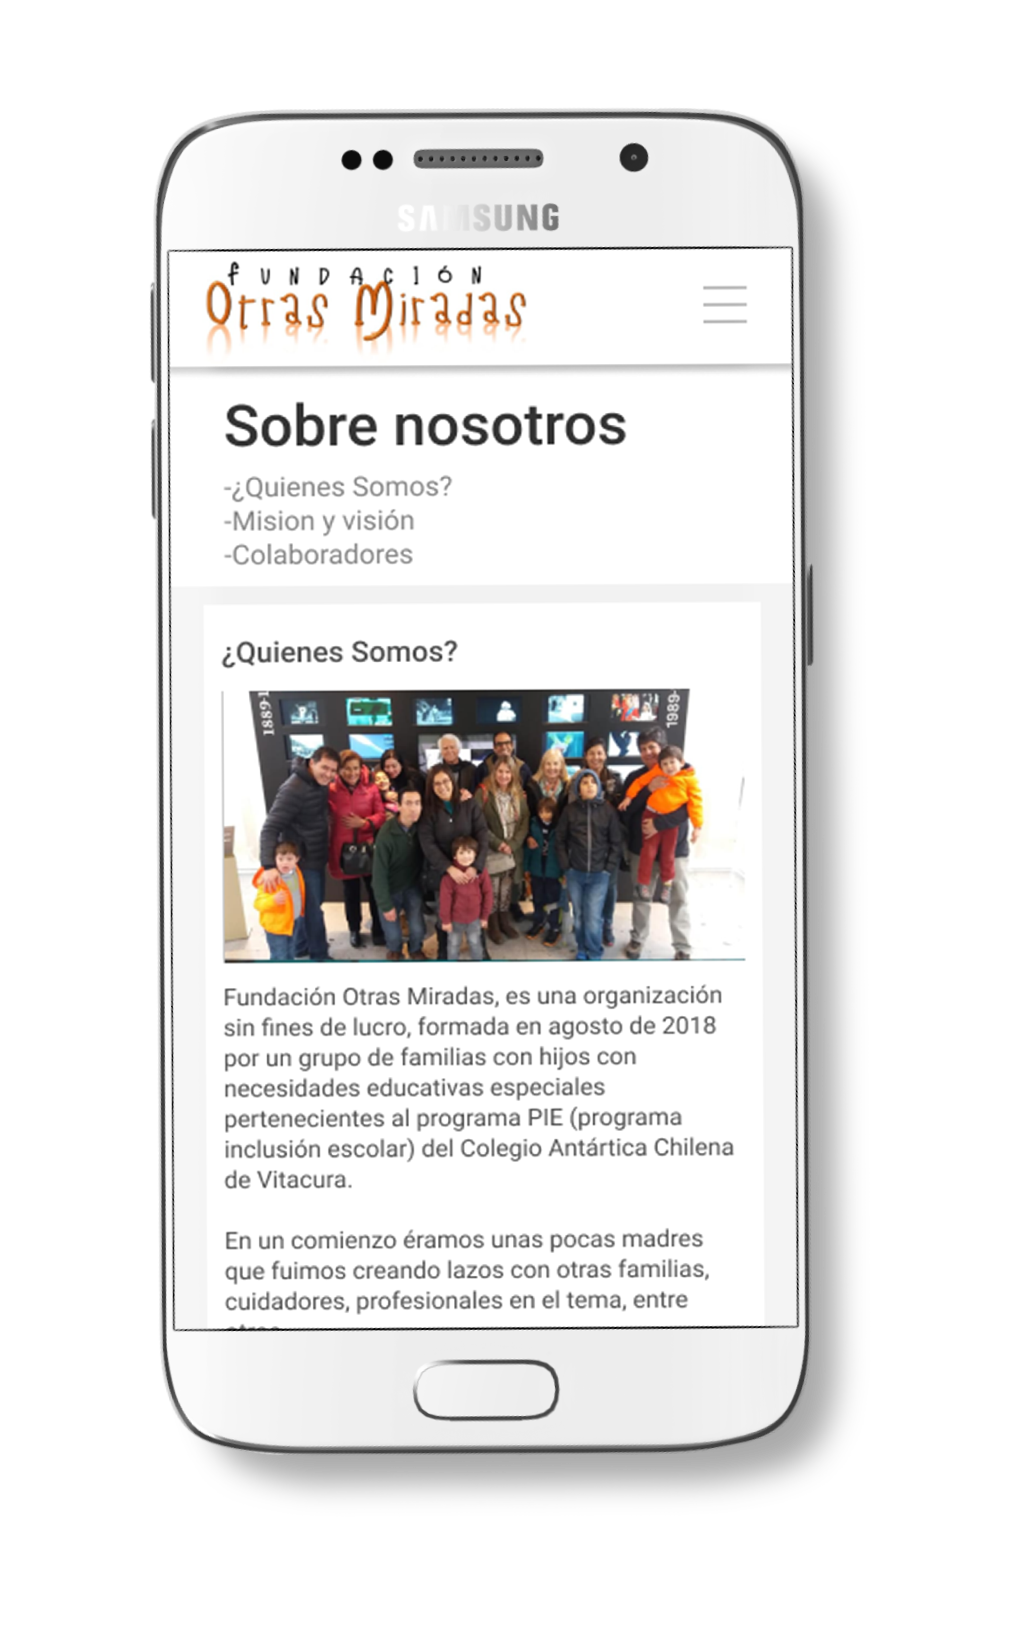 SAMSUNG
FUNDACIÓN
Otras Miradas
Sobre nosotros
-¿Quienes Somos?
-Mision y visión
-Colaboradores
¿Quienes Somos?
1889-1
1989-
Fundación Otras Miradas, es una organización
sin fines de lucro, formada en agosto de 2018
por un grupo de familias con hijos con
necesidades educativas especiales
pertenecientes al programa PIE (programa
inclusión escolar) del Colegio Antártica Chilena
de Vitacura.
En un comienzo éramos unas pocas madres
que fuimos creando lazos con otras familias,
cuidadores, profesionales en el tema, entre